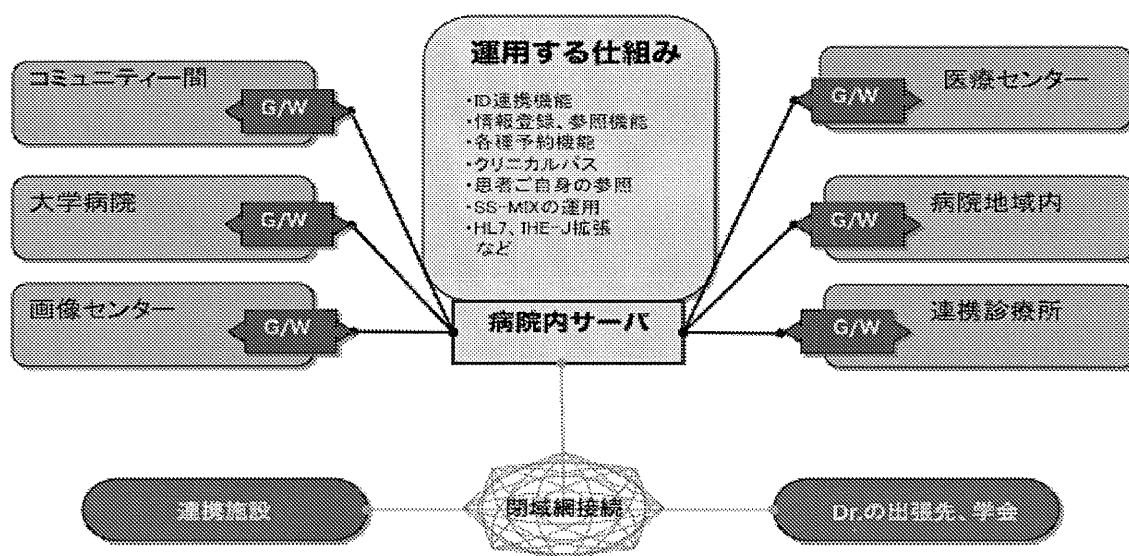 運用する仕組み
・ID連携機能
・情報登録、参照機能
・各種予約機能
・クリニカルパス
・患者ご自身の参照
・SS-MIXの運用
・HL7、IHE-J拡張
など
コミュニティー間
G/W
大学病院
G/W
画像センター
G/W
医療センター
G/W
病院地域内
G/W
連携診療所
G/W
病院内サーバ
連携施設
閉域網接続
Dr.の出張先、学会